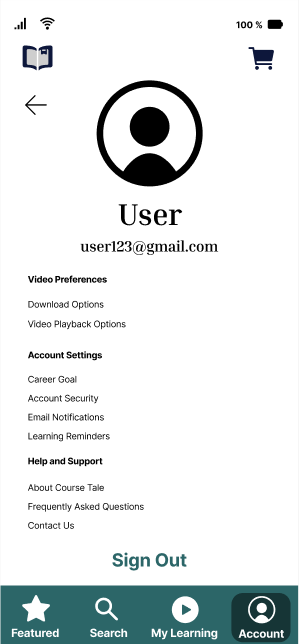 100 %
User
user123@gmail.com
Video Preferences
Download Options
Video Playback Options
Account Settings
Career Goal
Account Security
Email Notifications
Learning Reminders
Help and Support
About Course Tale
Frequently Asked Questions
Contact Us
Sign Out
Featured Search My Learning Account